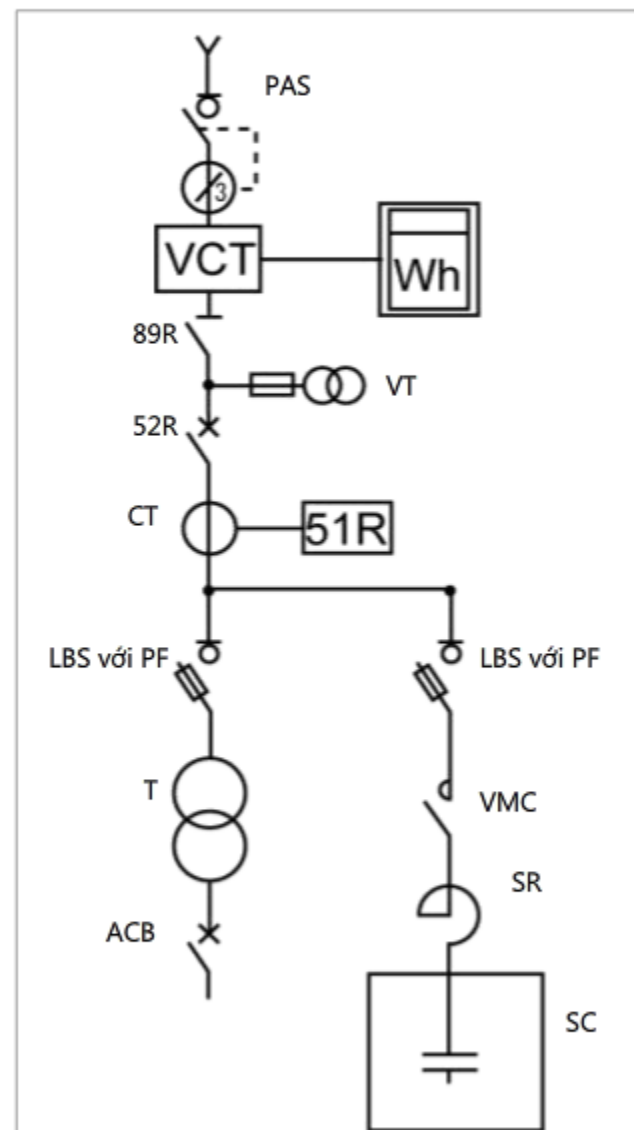 PAS
3
VCT
Wh
89R
VT
52R
CT
51R
LBS với PF
LBS với PF
T
VMC
SR
ACB
SC